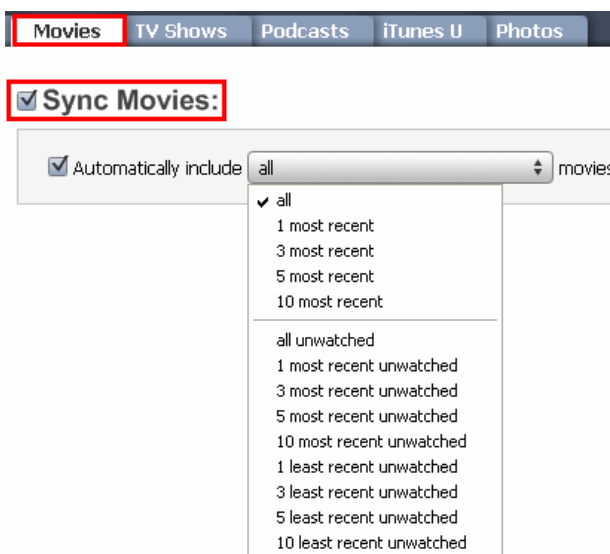 Movies TV Shows Podcasts iTunes U Photos
Sync Movies:
Automatically include all movies
all
1 most recent
3 most recent
5 most recent
10 most recent
all unwatched
1 most recent unwatched
3 most recent unwatched
5 most recent unwatched
10 most recent unwatched
1 least recent unwatched
3 least recent unwatched
5 least recent unwatched
10 least recent unwatched